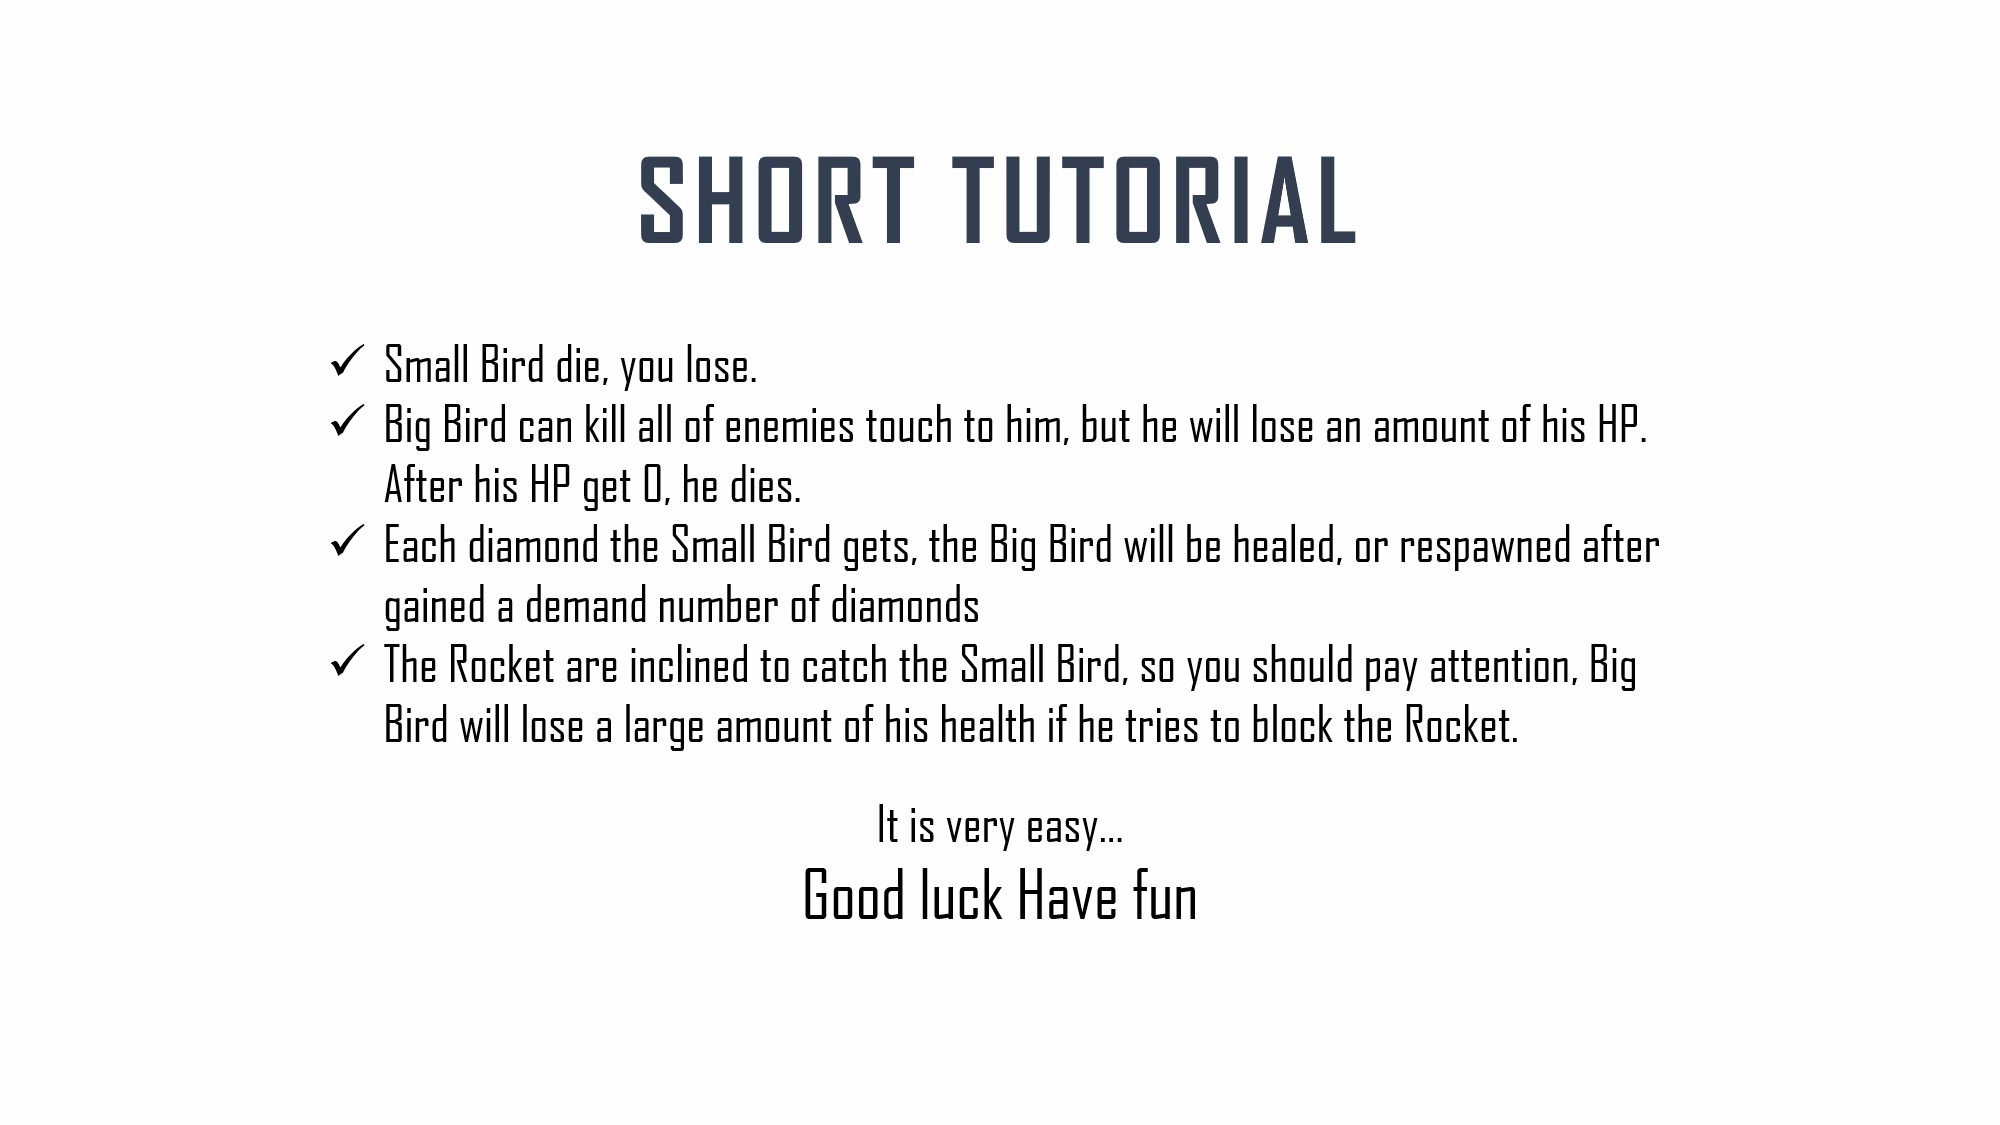 SHORT TUTORIAL
✓ Small Bird die, you lose.
✓ Big Bird can kill all of enemies touch to him, but he will lose an amount of his HP.
After his HP get 0, he dies.
✓ Each diamond the Small Bird gets, the Big Bird will be healed, or respawned after
gained a demand number of diamonds
✓ The Rocket are inclined to catch the Small Bird, so you should pay attention, Big
Bird will lose a large amount of his health if he tries to block the Rocket.
It is very easy...
Good luck Have fun